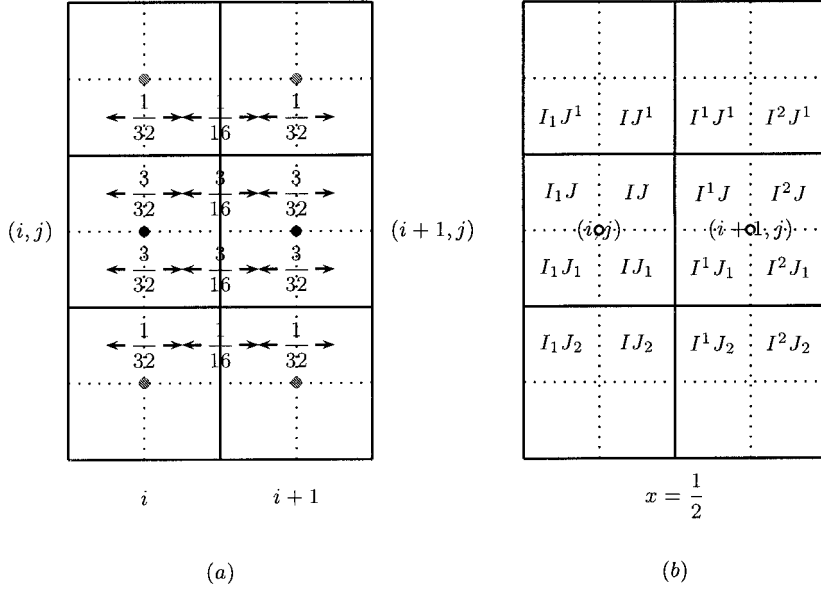 1/32 1/16 1/32
I₁J¹ IJ¹ I¹J¹ I²J¹
3/32 3/16 3/32
I₁J IJ I¹J I²J
(i, j) (i + 1, j) (i, j) (i + 1, j)
3/32 3/16 3/32
I₁J₁ IJ₁ I¹J₁ I²J₁
1/32 1/16 1/32
I₁J₂ IJ₂ I¹J₂ I²J₂
i i + 1 x = 1/2
(a) (b)